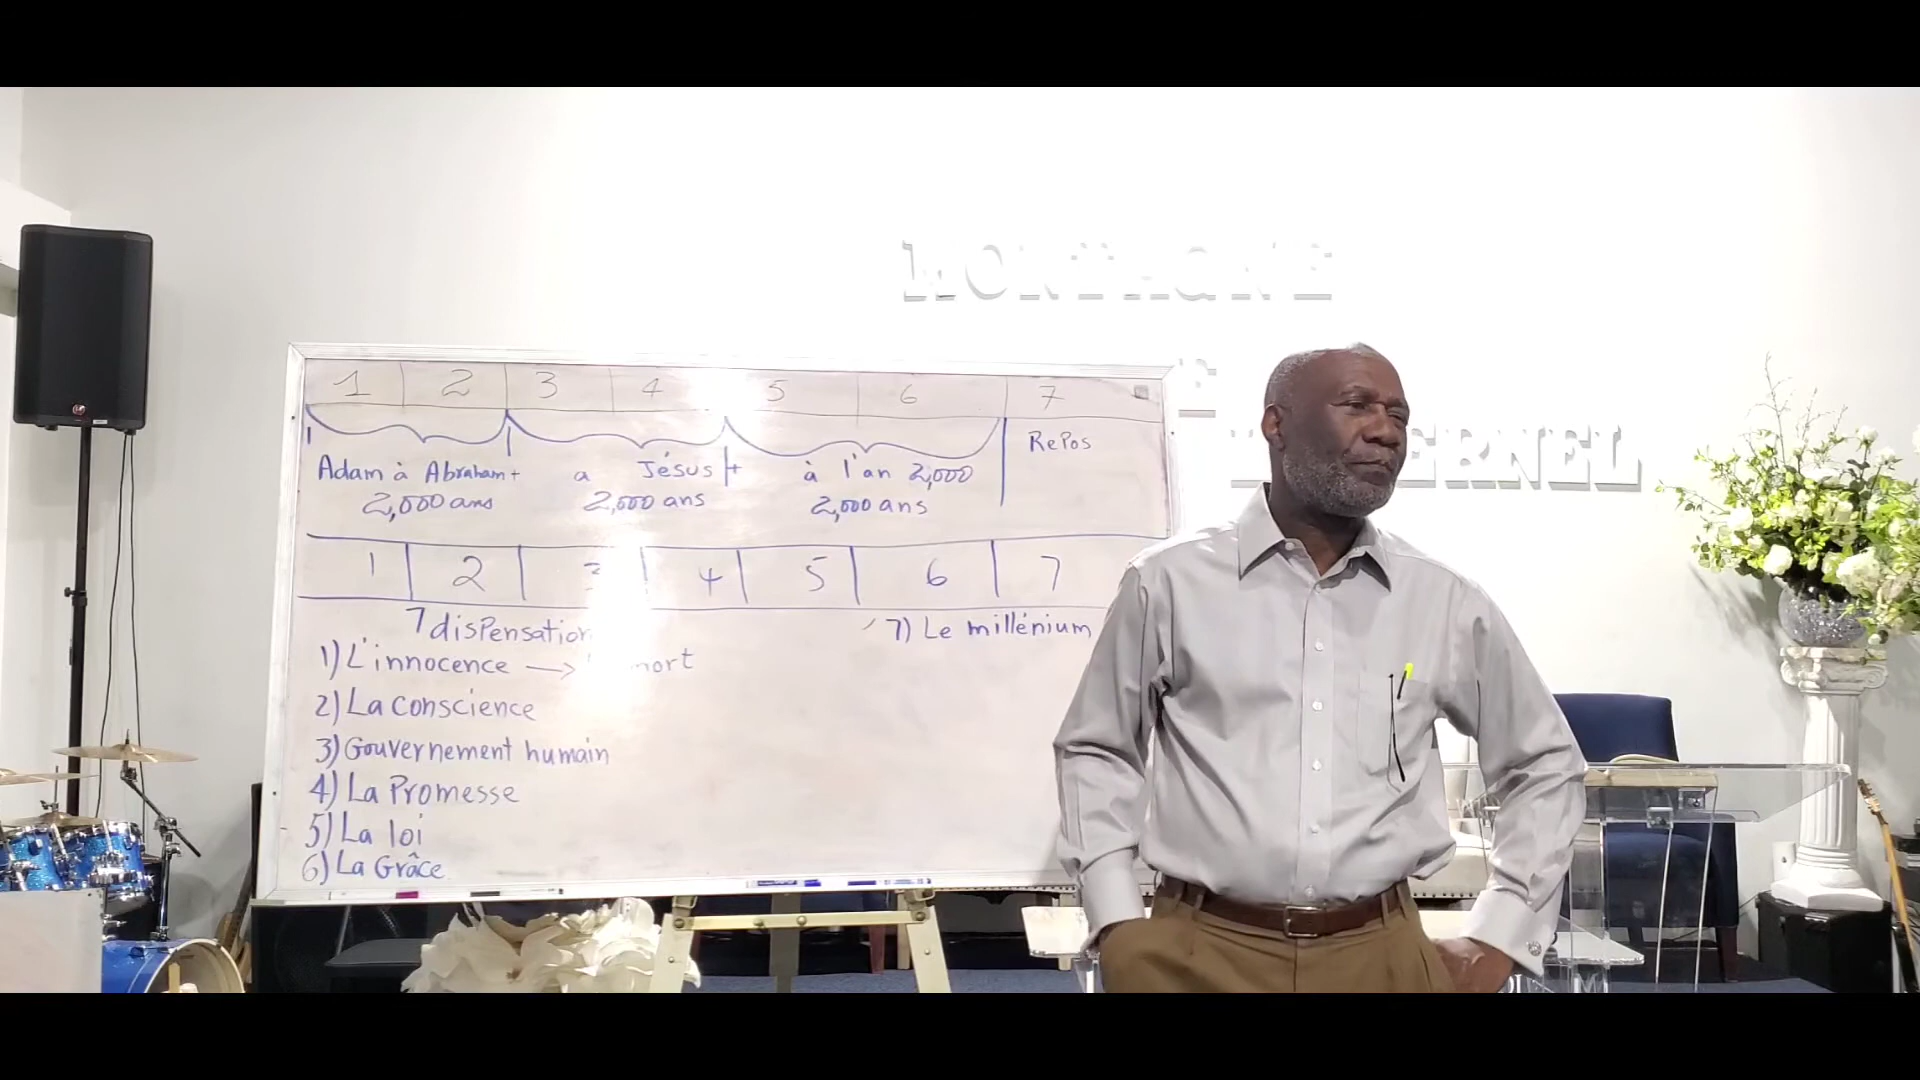 MONTAGNE
1 2 3 4 5 6 7
Adam à Abraham + a Jésus + à l'an 2,000 RePos
2,000 ans 2,000 ans 2,000 ans
1 2 3 4 5 6 7
7 disPensation
7) Le millénium
1) L'innocence → mort
2) La conscience
3) Gouvernement humain
4) La Promesse
5) La loi
6) La Grâce